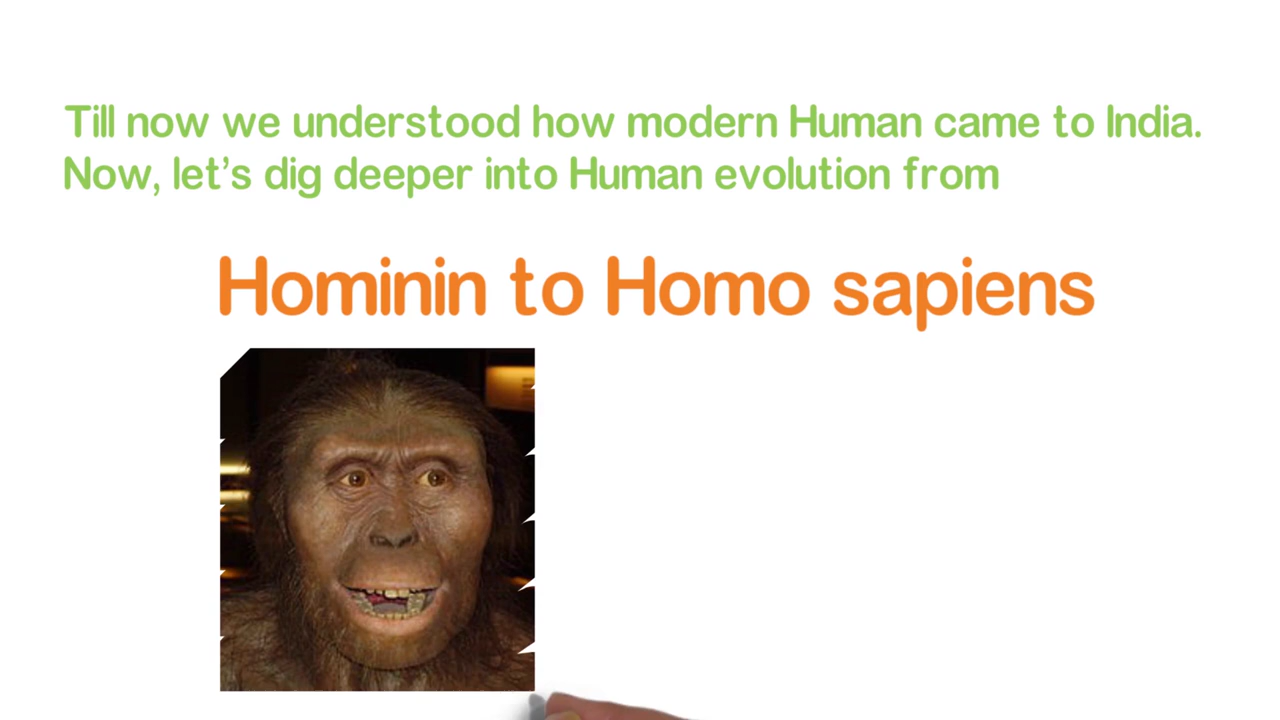 Till now we understood how modern Human came to India.
Now, let’s dig deeper into Human evolution from
Hominin to Homo sapiens